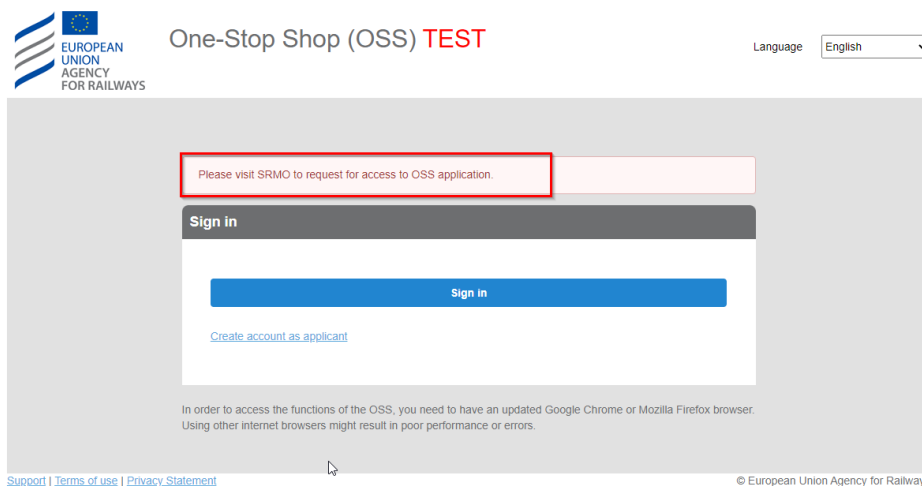 EUROPEAN
UNION
AGENCY
FOR RAILWAYS
One-Stop Shop (OSS) TEST
Language
English
Please visit SRMO to request for access to OSS application.
Sign in
Sign in
Create account as applicant
In order to access the functions of the OSS, you need to have an updated Google Chrome or Mozilla Firefox browser.
Using other internet browsers might result in poor performance or errors.
Support | Terms of use | Privacy Statement
© European Union Agency for Railway